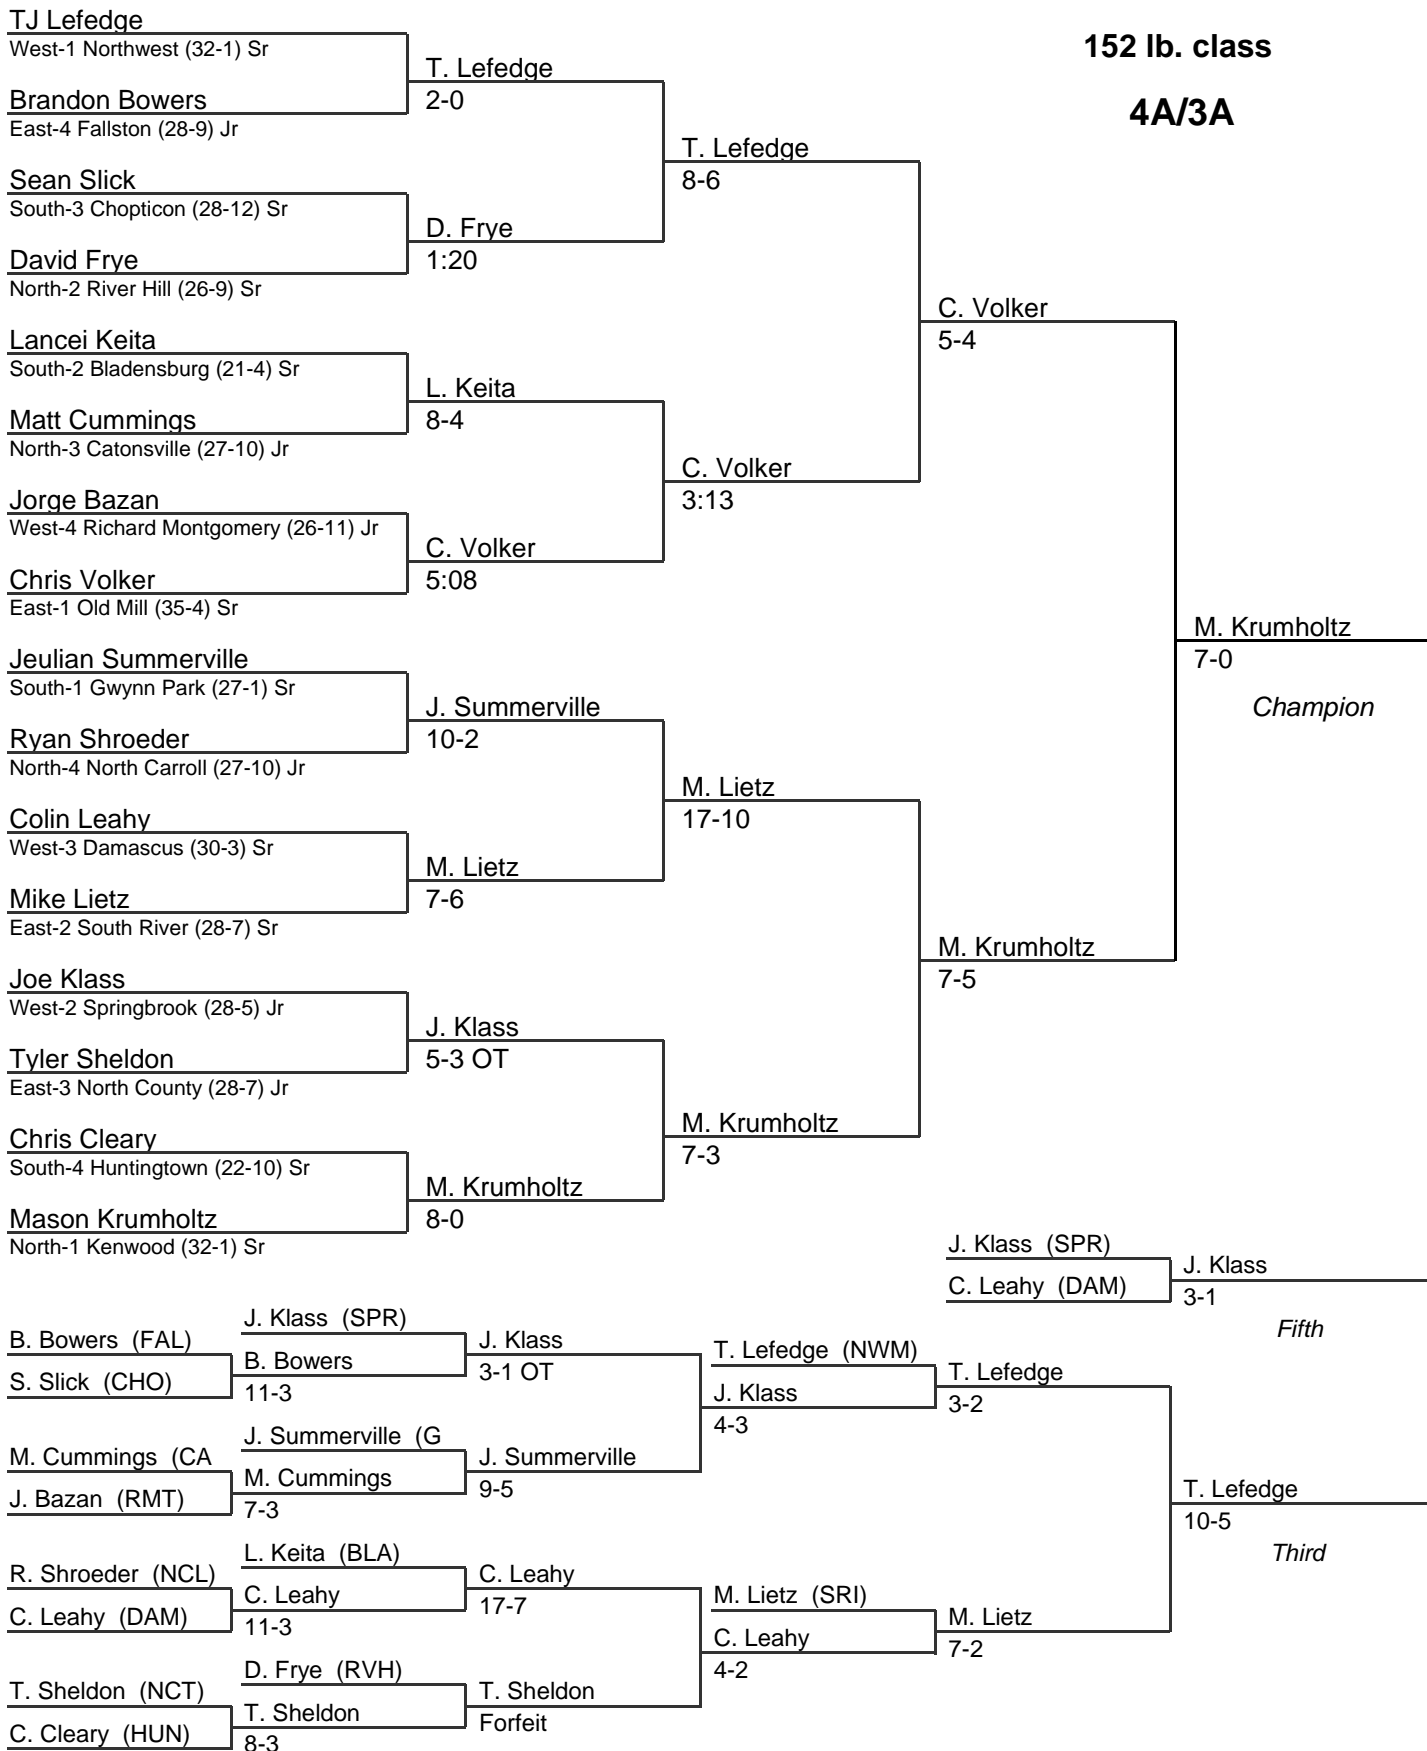 152 lb. class
4A/3A
TJ Lefedge
West-1 Northwest (32-1) Sr
Brandon Bowers
East-4 Fallston (28-9) Jr
Sean Slick
South-3 Chopticon (28-12) Sr
David Frye
North-2 River Hill (26-9) Sr
Lancei Keita
South-2 Bladensburg (21-4) Sr
Matt Cummings
North-3 Catonsville (27-10) Jr
Jorge Bazan
West-4 Richard Montgomery (26-11) Jr
Chris Volker
East-1 Old Mill (35-4) Sr
Jeulian Summerville
South-1 Gwynn Park (27-1) Sr
Ryan Shroeder
North-4 North Carroll (27-10) Jr
Colin Leahy
West-3 Damascus (30-3) Sr
Mike Lietz
East-2 South River (28-7) Sr
Joe Klass
West-2 Springbrook (28-5) Jr
Tyler Sheldon
East-3 North County (28-7) Jr
Chris Cleary
South-4 Huntingtown (22-10) Sr
Mason Krumholtz
North-1 Kenwood (32-1) Sr
T. Lefedge
2-0
D. Frye
1:20
L. Keita
8-4
C. Volker
5:08
J. Summerville
10-2
M. Lietz
7-6
J. Klass
5-3 OT
M. Krumholtz
8-0
T. Lefedge
8-6
C. Volker
3:13
M. Lietz
17-10
M. Krumholtz
7-3
C. Volker
5-4
M. Krumholtz
7-5
M. Krumholtz
7-0
Champion
J. Klass (SPR)
C. Leahy (DAM)
J. Klass
3-1
Fifth
B. Bowers (FAL)
S. Slick (CHO)
M. Cummings (CA
J. Bazan (RMT)
R. Shroeder (NCL)
C. Leahy (DAM)
T. Sheldon (NCT)
C. Cleary (HUN)
J. Klass (SPR)
B. Bowers
11-3
J. Summerville (G
M. Cummings
7-3
L. Keita (BLA)
C. Leahy
11-3
D. Frye (RVH)
T. Sheldon
8-3
J. Klass
3-1 OT
J. Summerville
9-5
C. Leahy
17-7
T. Sheldon
Forfeit
T. Lefedge (NWM)
J. Klass
4-3
M. Lietz (SRI)
C. Leahy
4-2
T. Lefedge
3-2
M. Lietz
7-2
T. Lefedge
10-5
Third